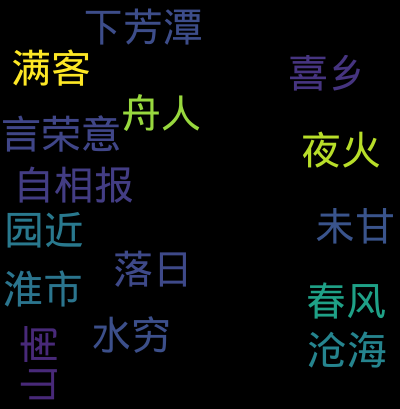 下芳潭
满客
喜乡
舟人
言荣意
夜火
自相报
园近
未甘
落日
淮市
春风
水穷
沧海
山南